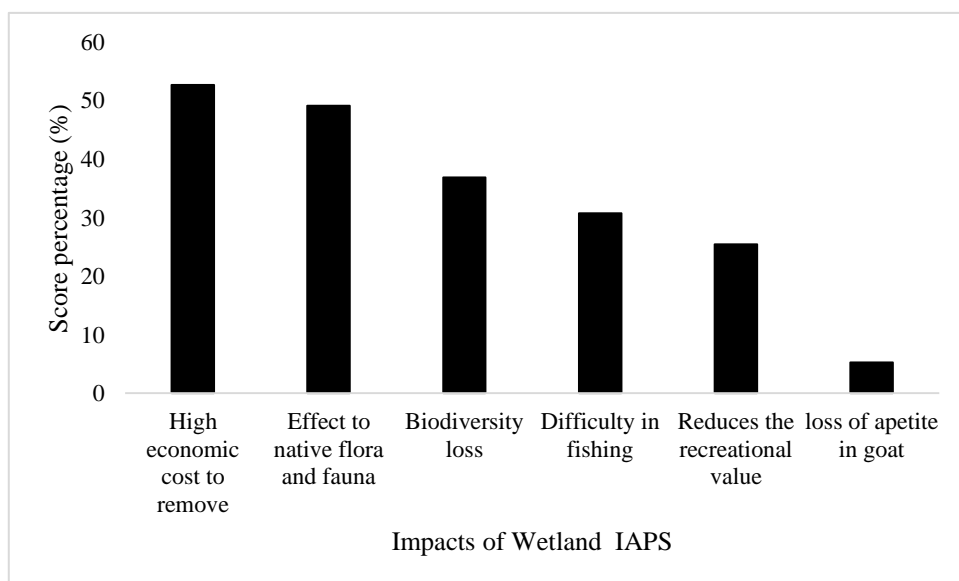 60
50
40
30
20
10
0
Score percentage (%)
High
economic
cost to
remove
Effect to
native flora
and fauna
Biodiversity
loss
Difficulty in
fishing
Reduces the
recreational
value
loss of apetite
in goat
Impacts of Wetland IAPS